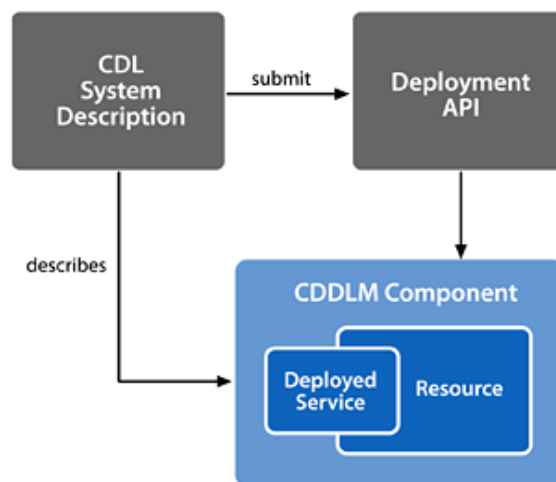 CDL
System
Description
submit
Deployment
API
describes
CDDLM Component
Deployed
Service
Resource